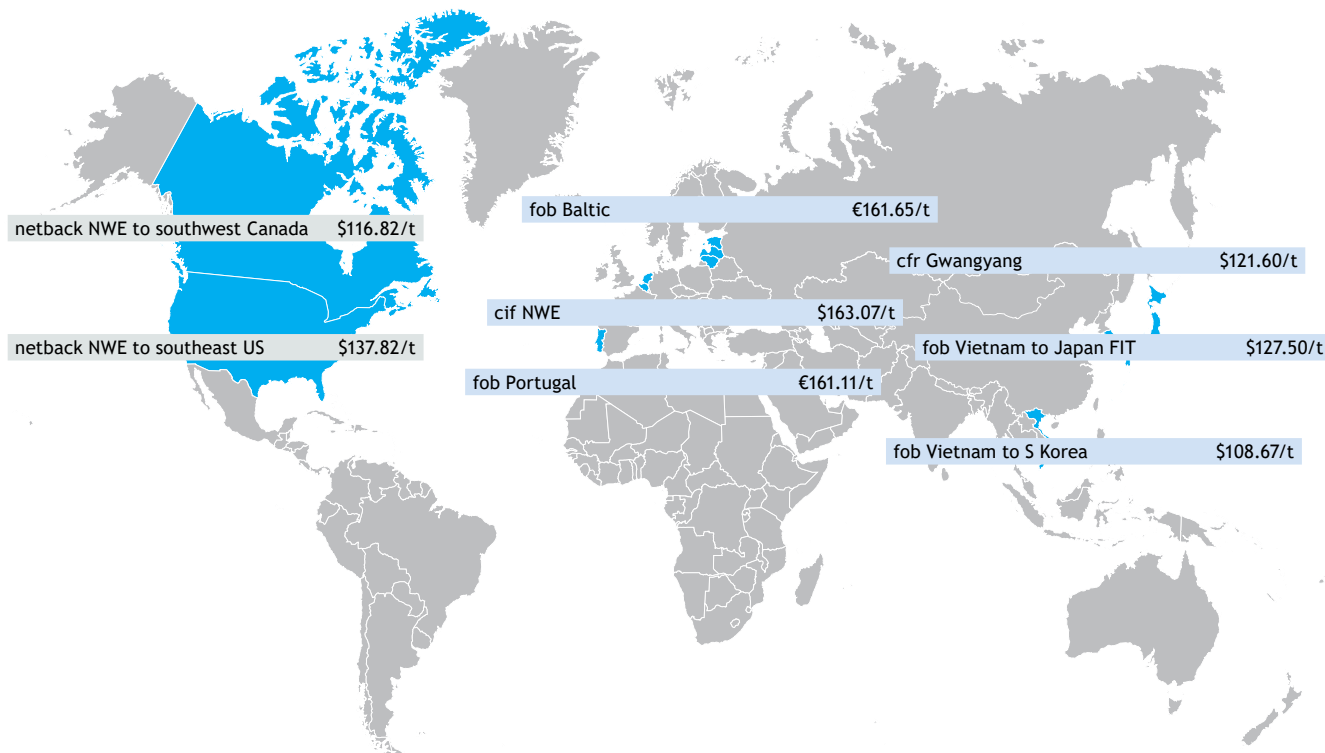 fob Baltic €161.65/t
netback NWE to southwest Canada $116.82/t
cfr Gwangyang $121.60/t
cif NWE $163.07/t
netback NWE to southeast US $137.82/t
fob Vietnam to Japan FIT $127.50/t
fob Portugal €161.11/t
fob Vietnam to S Korea $108.67/t